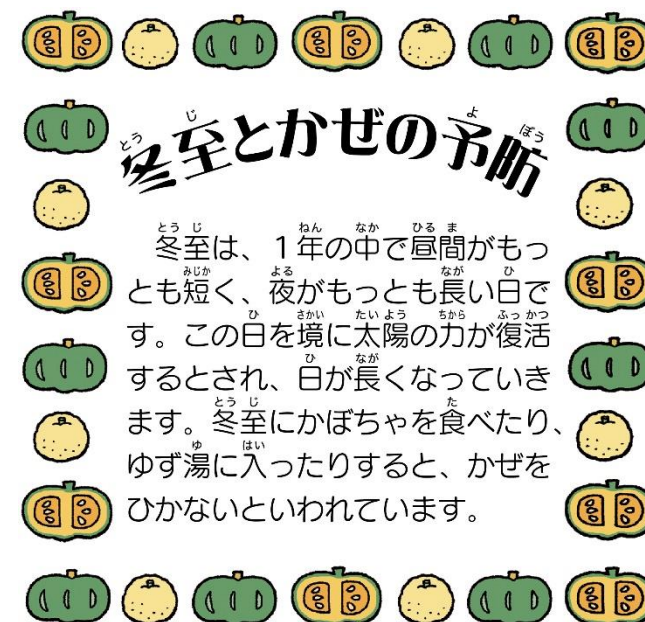 冬至とかぜの予防
冬至は、1年の中で昼間がもっ
とも短く、夜がもっとも長い日で
す。この日を境に太陽の力が復活
するとされ、日が長くなっていき
ます。冬至にかぼちゃを食べたり、
ゆず湯に入ったりすると、かぜを
ひかないといわれています。